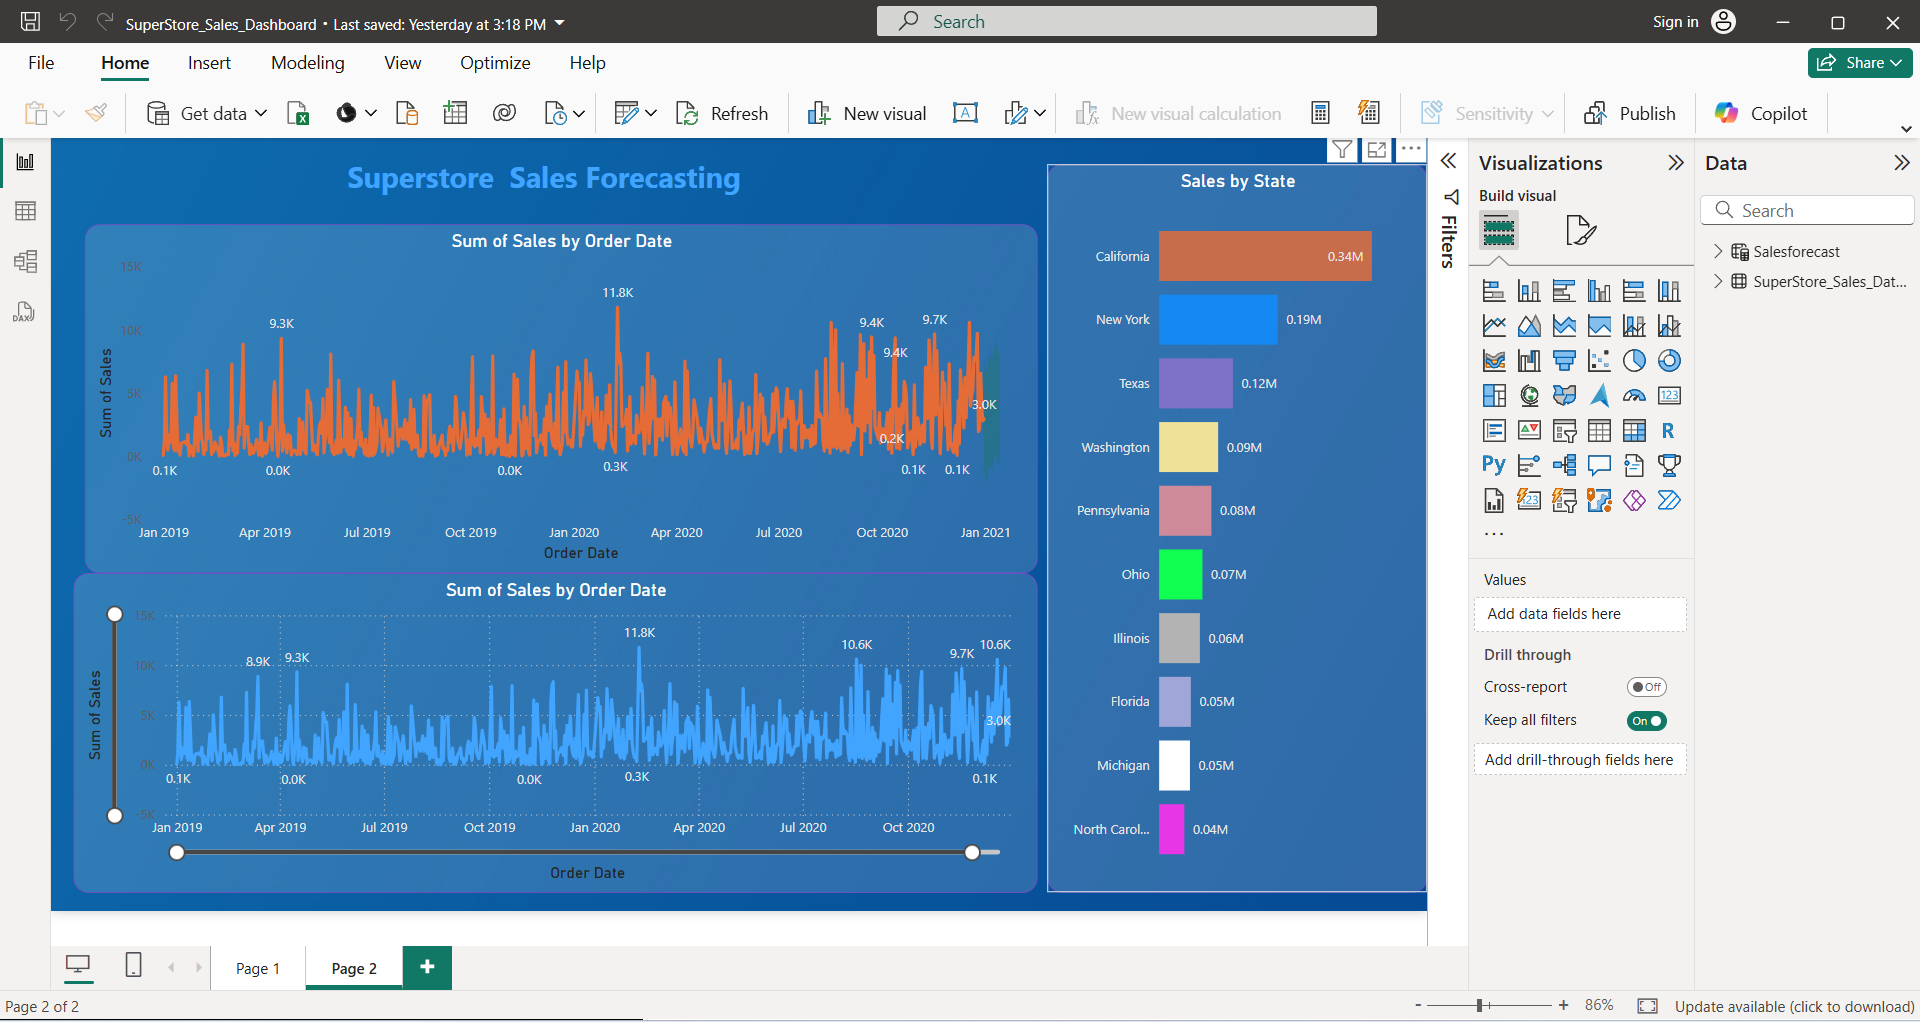 SuperStore_Sales_Dashboard • Last saved: Yesterday at 3:18 PM
Search
Sign in
File Home Insert Modeling View Optimize Help
Share
Get data
Refresh
New visual
New visual calculation
Sensitivity
Publish
Copilot
Superstore Sales Forecasting
Sum of Sales by Order Date
Sum of Sales
15K
10K
5K
0K
-5K
9.3K
11.8K
9.4K
9.7K
9.4K
3.0K
0.2K
0.1K
0.0K
0.0K
0.3K
0.1K
0.1K
Jan 2019 Apr 2019 Jul 2019 Oct 2019 Jan 2020 Apr 2020 Jul 2020 Oct 2020 Jan 2021
Order Date
Sum of Sales by Order Date
Sum of Sales
15K
10K
5K
0K
-5K
8.9K
9.3K
11.8K
10.6K
9.7K
10.6K
3.0K
0.1K
0.0K
0.0K
0.3K
0.1K
Jan 2019 Apr 2019 Jul 2019 Oct 2019 Jan 2020 Apr 2020 Jul 2020 Oct 2020
Order Date
Sales by State
California 0.34M
New York 0.19M
Texas 0.12M
Washington 0.09M
Pennsylvania 0.08M
Ohio 0.07M
Illinois 0.06M
Florida 0.05M
Michigan 0.05M
North Carol... 0.04M
Filters
Visualizations
Build visual
123
R
Py
123
Values
Add data fields here
Drill through
Cross-report
Off
Keep all filters
On
Add drill-through fields here
Data
Search
Salesforecast
SuperStore_Sales_Dat...
DAX
Page 1
Page 2
Page 2 of 2
- + 86%
Update available (click to download)